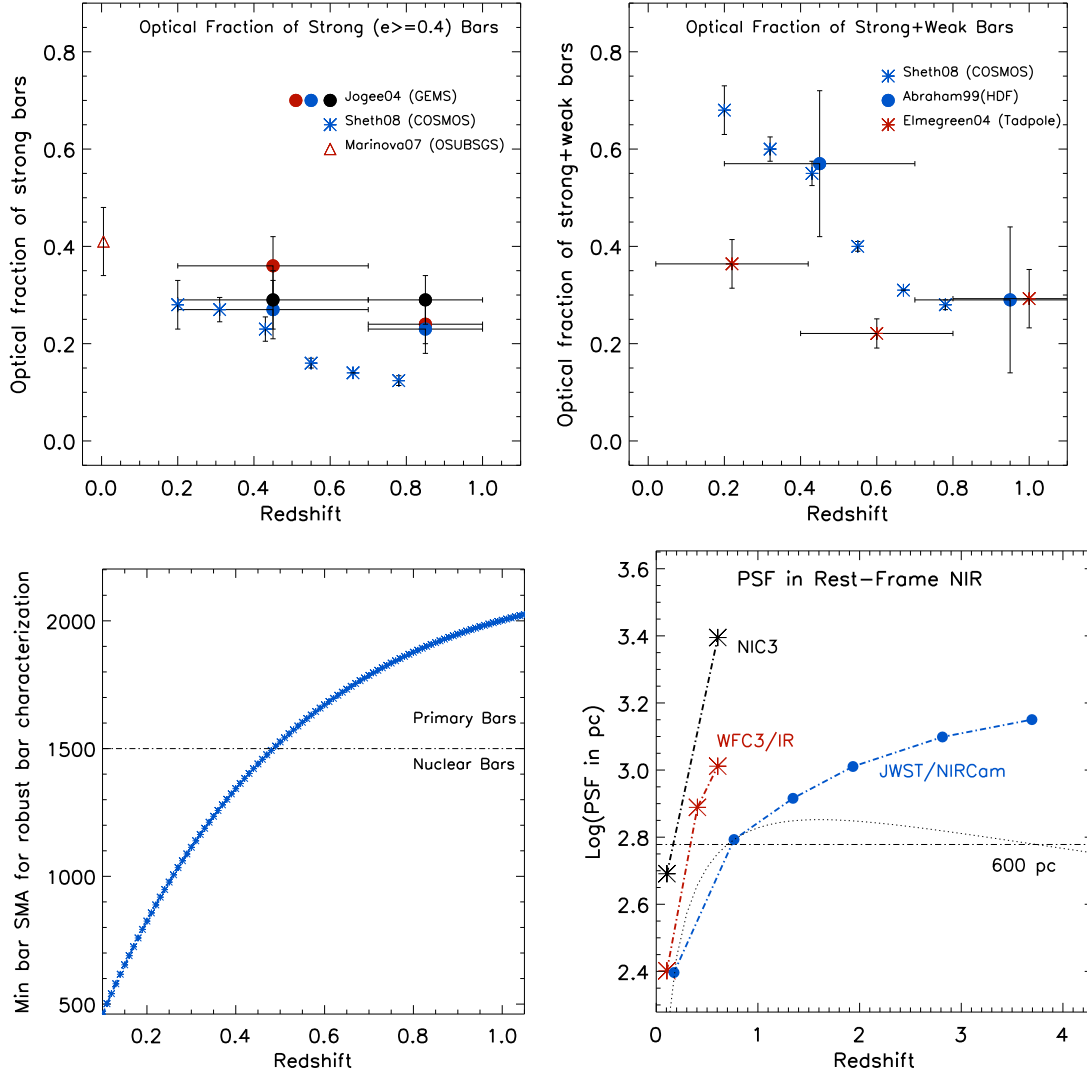 Optical Fraction of Strong (e>=0.4) Bars
Jogee04 (GEMS)
Sheth08 (COSMOS)
Marinova07 (OSUBSGS)
Optical fraction of strong bars
0.8
0.6
0.4
0.2
0.0
0.0 0.2 0.4 0.6 0.8 1.0
Redshift
Optical Fraction of Strong+Weak Bars
Sheth08 (COSMOS)
Abraham99(HDF)
Elmegreen04 (Tadpole)
Optical fraction of strong+weak bars
0.8
0.6
0.4
0.2
0.0
0.0 0.2 0.4 0.6 0.8 1.0
Redshift
Min bar SMA for robust bar characterization
2000
1500
1000
500
Primary Bars
Nuclear Bars
0.2 0.4 0.6 0.8 1.0
Redshift
PSF in Rest-Frame NIR
Log(PSF in pc)
3.6
3.4
3.2
3.0
2.8
2.6
2.4
NIC3
WFC3/IR
JWST/NIRCam
600 pc
0 1 2 3 4
Redshift